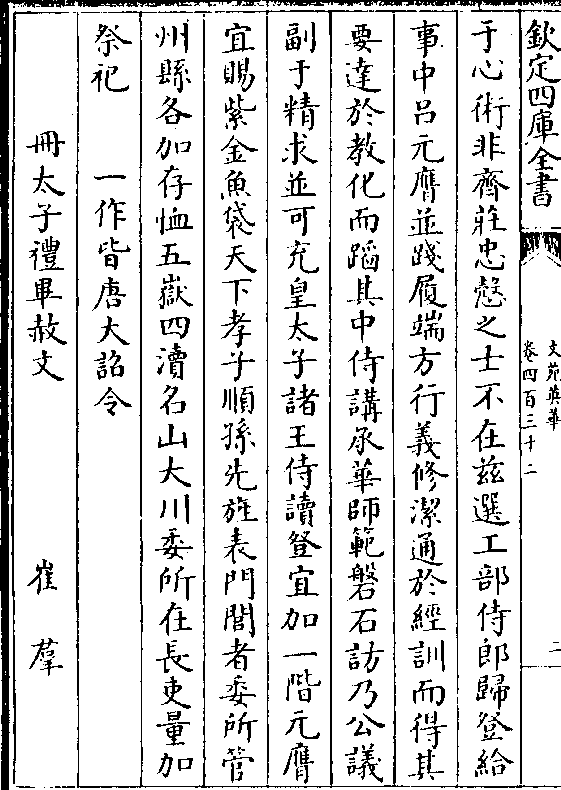 欽定四庫全書
文苑英華
卷四百三十二
二
于心術非齊莊忠慤之士不在茲選工部侍郎歸登給
事中呂元膺並踐履端方行義修潔通於經訓而得其
要達於教化而蹈其中侍講承華師範磐石訪乃公議
副于精求並可充皇太子諸王侍讀登宜加一階元膺
宜賜紫金魚袋天下孝子順孫先旌表門閭者委所管
州縣各加存恤五嶽四瀆名山大川委所在長吏量加
祭祀 一作皆唐大詔令
冊太子禮畢赦文 崔羣